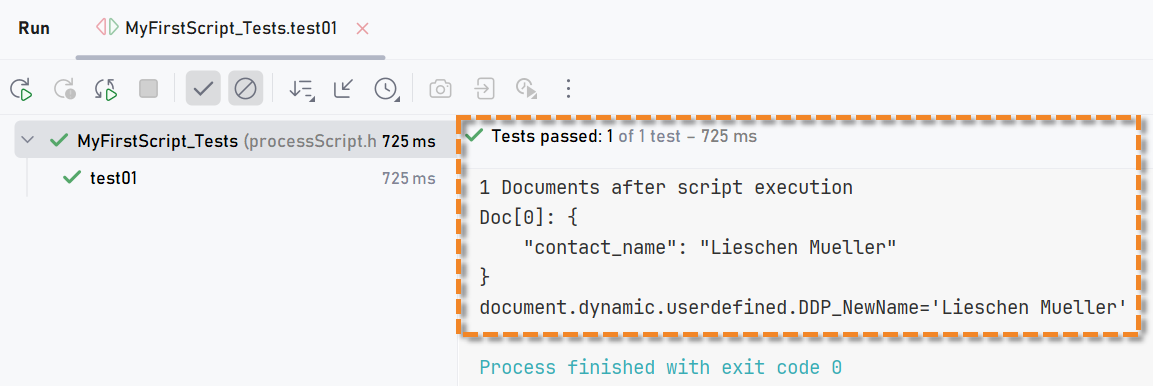 Run MyFirstScript_Tests.test01
MyFirstScript_Tests (processScript.h 725 ms
test01 725 ms
Tests passed: 1 of 1 test – 725 ms
1 Documents after script execution
Doc[0]: {
"contact_name": "Lieschen Mueller"
}
document.dynamic.userdefined.DDP_NewName='Lieschen Mueller'
Process finished with exit code 0